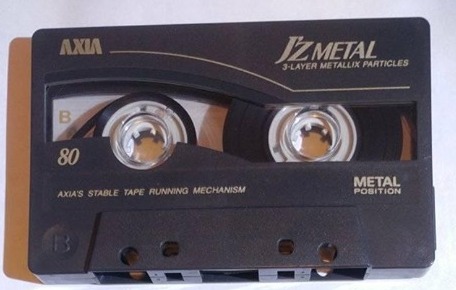 AXIA
J'Z METAL
3-LAYER METALLIX PARTICLES
B
80
AXIA'S STABLE TAPE RUNNING MECHANISM
METAL
POSITION
B